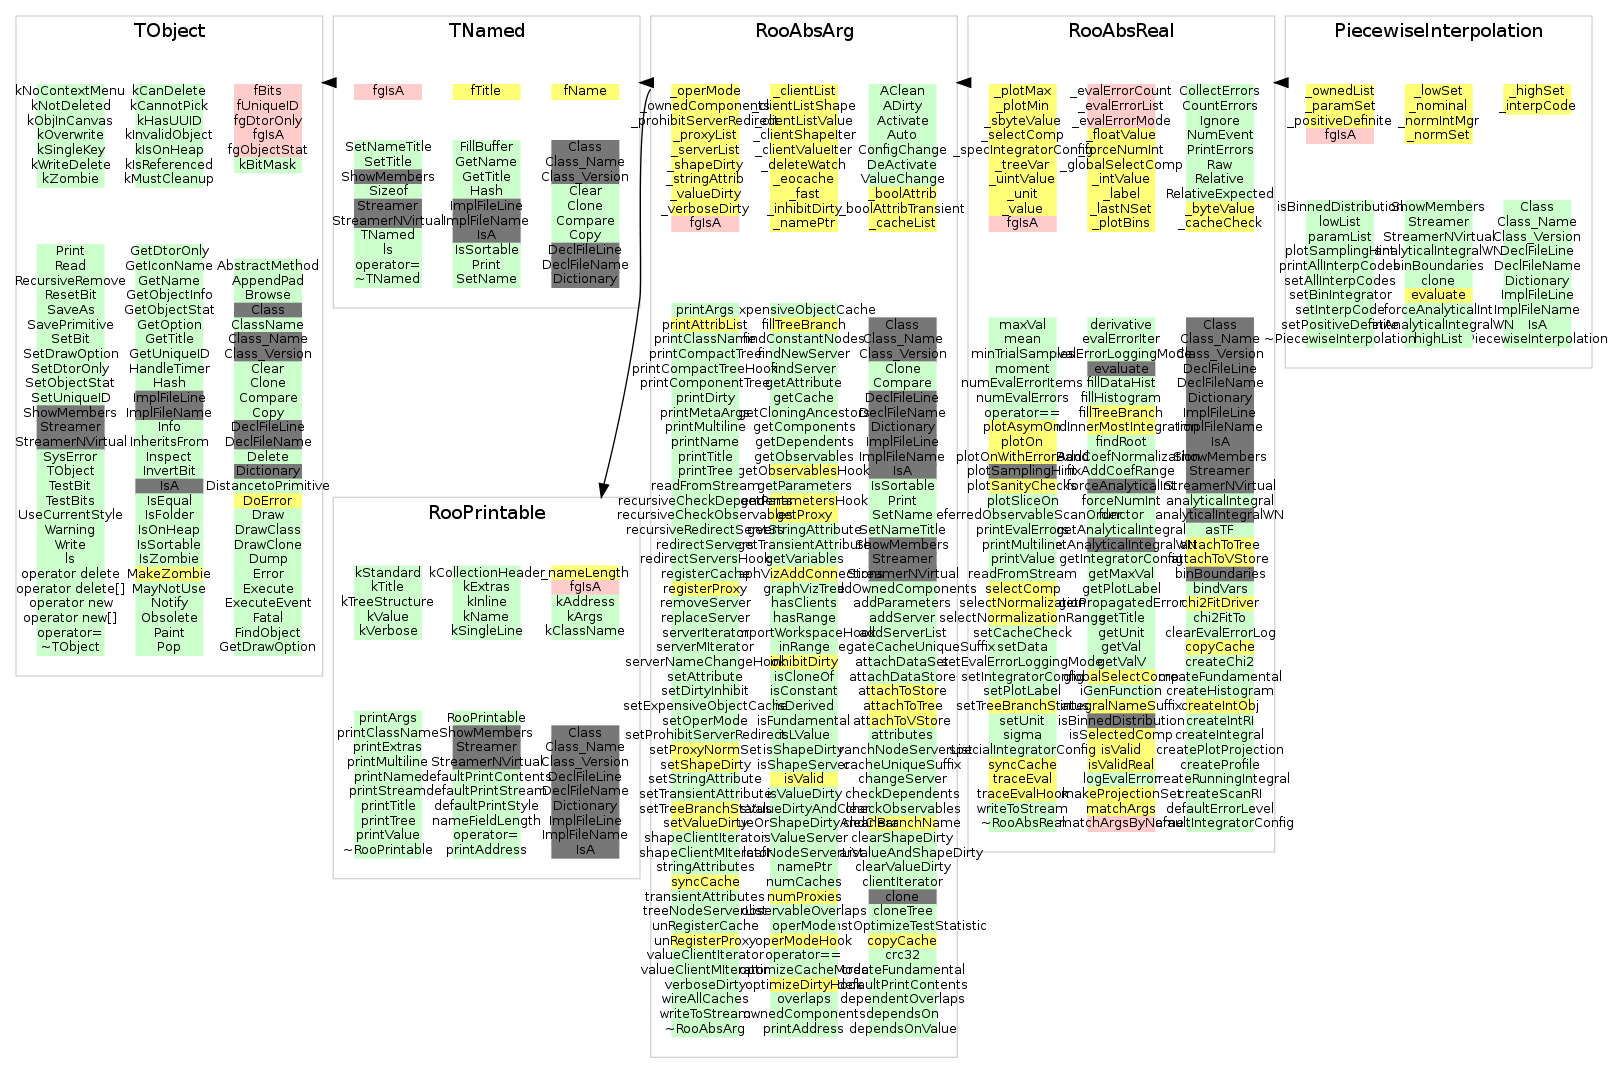 TObject
kNoContextMenu
kNotDeleted
kObjInCanvas
kOverwrite
kSingleKey
kWriteDelete
kZombie
kCanDelete
kCannotPick
kHasUUID
kInvalidObject
kIsOnHeap
kIsReferenced
kMustCleanup
fBits
fUniqueID
fgDtorOnly
fgIsA
fgObjectStat
kBitMask
Print
Read
RecursiveRemove
ResetBit
SaveAs
SavePrimitive
SetBit
SetDrawOption
SetDtorOnly
SetObjectStat
SetUniqueID
ShowMembers
Streamer
StreamerNVirtual
SysError
TObject
TestBit
TestBits
UseCurrentStyle
Warning
Write
ls
operator delete
operator delete[]
operator new
operator new[]
operator=
~TObject
GetDtorOnly
GetIconName
GetName
GetObjectInfo
GetObjectStat
GetOption
GetTitle
GetUniqueID
HandleTimer
Hash
ImplFileLine
ImplFileName
Info
InheritsFrom
Inspect
InvertBit
IsA
IsEqual
IsFolder
IsOnHeap
IsSortable
IsZombie
MakeZombie
MayNotUse
Notify
Obsolete
Paint
Pop
AbstractMethod
AppendPad
Browse
Class
ClassName
Class_Name
Class_Version
Clear
Clone
Compare
Copy
DeclFileLine
DeclFileName
Delete
Dictionary
DistancetoPrimitive
DoError
Draw
DrawClass
DrawClone
Dump
Error
Execute
ExecuteEvent
Fatal
FindObject
GetDrawOption
TNamed
fgIsA
fTitle
fName
SetNameTitle
SetTitle
ShowMembers
Sizeof
Streamer
StreamerNVirtual
TNamed
ls
operator=
~TNamed
FillBuffer
GetName
GetTitle
Hash
ImplFileLine
ImplFileName
IsA
IsSortable
Print
SetName
Class
Class_Name
Class_Version
Clear
Clone
Compare
Copy
DeclFileLine
DeclFileName
Dictionary
RooPrintable
kStandard
kTitle
kTreeStructure
kValue
kVerbose
kCollectionHeader
kExtras
kInline
kName
kSingleLine
_nameLength
fgIsA
kAddress
kArgs
kClassName
printArgs
printClassName
printExtras
printMultiline
printName
printStream
printTitle
printTree
printValue
~RooPrintable
RooPrintable
ShowMembers
Streamer
StreamerNVirtual
defaultPrintContents
defaultPrintStream
defaultPrintStyle
nameFieldLength
operator=
printAddress
Class
Class_Name
Class_Version
DeclFileLine
DeclFileName
Dictionary
ImplFileLine
ImplFileName
IsA
RooAbsArg
_operMode
_ownedComponents
_prohibitServerRedirect
_proxyList
_serverList
_shapeDirty
_stringAttrib
_valueDirty
_verboseDirty
fgIsA
_clientList
_clientListShape
_clientListValue
_clientShapeIter
_clientValueIter
_deleteWatch
_eocache
_fast
_inhibitDirty
_namePtr
AClean
ADirty
Activate
Auto
ConfigChange
DeActivate
ValueChange
_boolAttrib
_boolAttribTransient
_cacheList
printArgs
printAttribList
printClassName
printCompactTree
printCompactTreeHook
printComponentTree
printDirty
printMetaArgs
printMultiline
printName
printTitle
printTree
readFromStream
recursiveCheckDependents
recursiveCheckObservables
recursiveRedirectServers
redirectServers
redirectServersHook
registerCache
registerProxy
removeServer
replaceServer
serverIterator
serverMIterator
serverNameChangeHook
setAttribute
setDirtyInhibit
setExpensiveObjectCache
setOperMode
setProhibitServerRedirect
setProxyNormSet
setShapeDirty
setStringAttribute
setTransientAttribute
setTreeBranchStatus
setValueDirty
shapeClientIterator
shapeClientMIterator
stringAttributes
syncCache
transientAttributes
treeNodeServerList
unRegisterCache
unRegisterProxy
valueClientIterator
valueClientMIterator
verboseDirty
wireAllCaches
writeToStream
~RooAbsArg
expensiveObjectCache
fillTreeBranch
findConstantNodes
findNewServer
findServer
getAttribute
getCache
getCloningAncestors
getComponents
getDependents
getObservables
getObservablesHook
getParameters
getParametersHook
getProxy
getStringAttribute
getTransientAttribute
getVariables
graphVizAddConnections
graphVizTree
hasClients
hasRange
importWorkspaceHook
inRange
inhibitDirty
isCloneOf
isConstant
isDerived
isFundamental
isLValue
isShapeDirty
isShapeServer
isValid
isValueDirty
isValueDirtyAndClear
isValueOrShapeDirtyAndClear
isValueServer
leafNodeServerList
namePtr
numCaches
numProxies
observableOverlaps
operMode
operModeHook
operator==
optimizeCacheMode
optimizeDirtyHook
overlaps
ownedComponents
printAddress
Class
Class_Name
Class_Version
Clone
Compare
DeclFileLine
DeclFileName
Dictionary
ImplFileLine
ImplFileName
IsA
IsSortable
Print
SetName
SetNameTitle
ShowMembers
Streamer
StreamerNVirtual
addOwnedComponents
addParameters
addServer
addServerList
aggregateCacheUniqueSuffix
attachDataSet
attachDataStore
attachToStore
attachToTree
attachToVStore
attributes
branchNodeServerList
cacheUniqueSuffix
changeServer
checkDependents
checkObservables
cleanBranchName
clearShapeDirty
clearValueAndShapeDirty
clearValueDirty
clientIterator
clone
cloneTree
constOptimizeTestStatistic
copyCache
crc32
createFundamental
defaultPrintContents
dependentOverlaps
dependsOn
dependsOnValue
RooAbsReal
_plotMax
_plotMin
_sbyteValue
_selectComp
_specIntegratorConfig
_treeVar
_uintValue
_unit
_value
fgIsA
_evalErrorCount
_evalErrorList
_evalErrorMode
_floatValue
_forceNumInt
_globalSelectComp
_intValue
_label
_lastNSet
_plotBins
CollectErrors
CountErrors
Ignore
NumEvent
PrintErrors
Raw
Relative
RelativeExpected
_byteValue
_cacheCheck
maxVal
mean
minTrialSamples
moment
numEvalErrorItems
numEvalErrors
operator==
plotAsymOn
plotOn
plotOnWithErrorBand
plotSamplingHint
plotSanityChecks
plotSliceOn
preferredObservableScanOrder
printEvalErrors
printMultiline
printValue
readFromStream
selectComp
selectNormalization
selectNormalizationRange
setCacheCheck
setData
setEvalErrorLoggingMode
setIntegratorConfig
setPlotLabel
setTreeBranchStatus
setUnit
sigma
specialIntegratorConfig
syncCache
traceEval
traceEvalHook
writeToStream
~RooAbsReal
derivative
evalErrorIter
evalErrorLoggingMode
evaluate
fillDataHist
fillHistogram
fillTreeBranch
findInnerMostIntegration
findRoot
fixAddCoefNormalization
fixAddCoefRange
forceAnalyticalInt
forceNumInt
functor
getAnalyticalIntegral
getAnalyticalIntegralWN
getIntegratorConfig
getMaxVal
getPlotLabel
getPropagatedError
getTitle
getUnit
getVal
getValV
globalSelectComp
iGenFunction
integralNameSuffix
isBinnedDistribution
isSelectedComp
isValid
isValidReal
logEvalError
makeProjectionSet
matchArgs
matchArgsByName
Class
Class_Name
Class_Version
DeclFileLine
DeclFileName
Dictionary
ImplFileLine
ImplFileName
IsA
ShowMembers
Streamer
StreamerNVirtual
analyticalIntegral
analyticalIntegralWN
asTF
attachToTree
attachToVStore
binBoundaries
bindVars
chi2FitDriver
chi2FitTo
clearEvalErrorLog
copyCache
createChi2
createFundamental
createHistogram
createIntObj
createIntRI
createIntegral
createPlotProjection
createProfile
createRunningIntegral
createScanRI
defaultErrorLevel
defaultIntegratorConfig
PiecewiseInterpolation
_ownedList
_paramSet
_positiveDefinite
fgIsA
_lowSet
_nominal
_normIntMgr
_normSet
_highSet
_interpCode
isBinnedDistribution
lowList
paramList
plotSamplingHint
printAllInterpCodes
setAllInterpCodes
setBinIntegrator
setInterpCode
setPositiveDefinite
~PiecewiseInterpolation
ShowMembers
Streamer
StreamerNVirtual
analyticalIntegralWN
binBoundaries
clone
evaluate
forceAnalyticalInt
getAnalyticalIntegralWN
highList
Class
Class_Name
Class_Version
DeclFileLine
DeclFileName
Dictionary
ImplFileLine
ImplFileName
IsA
PiecewiseInterpolation